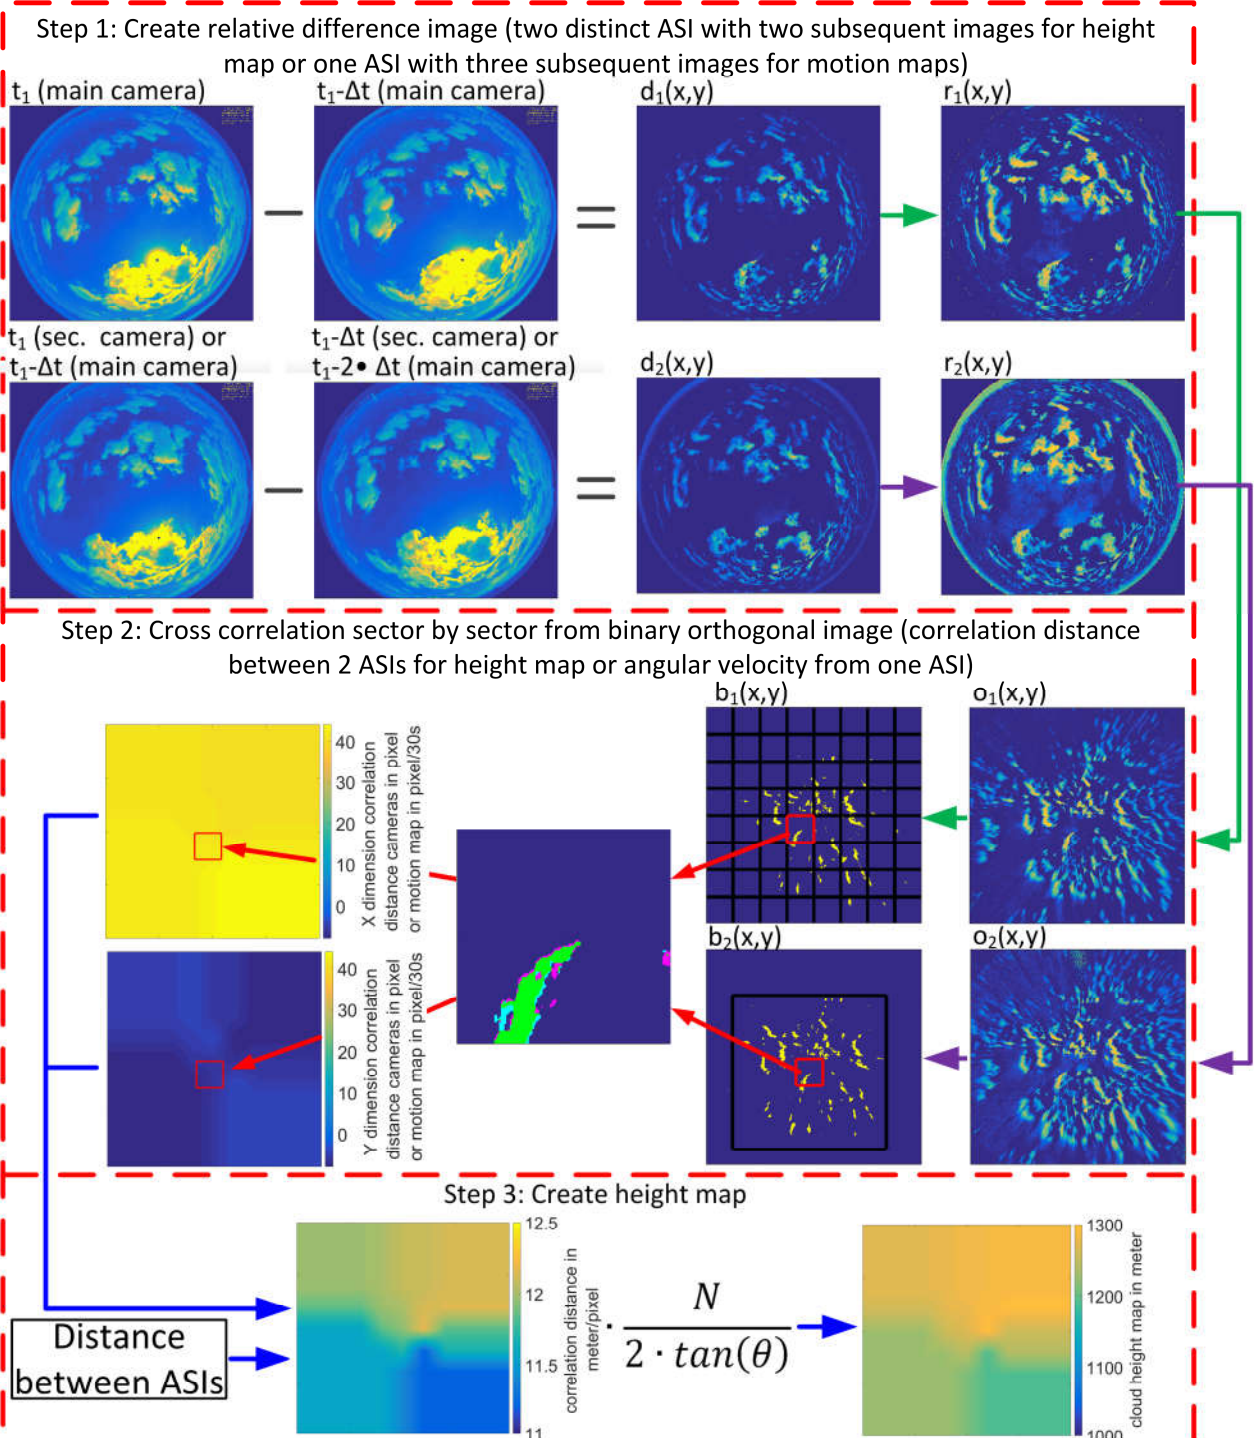 Step 1: Create relative difference image (two distinct ASI with two subsequent images for height
map or one ASI with three subsequent images for motion maps)
t1 (main camera)
t1-Δt (main camera)
d1(x,y)
r1(x,y)
t1 (sec. camera) or
t1-Δt (main camera)
t1-Δt (sec. camera) or
t1-2• Δt (main camera)
d2(x,y)
r2(x,y)
Step 2: Cross correlation sector by sector from binary orthogonal image (correlation distance
between 2 ASIs for height map or angular velocity from one ASI)
b1(x,y)
o1(x,y)
40
30
20
10
0
X dimension correlation
distance cameras in pixel
or motion map in pixel/30s
b2(x,y)
o2(x,y)
40
30
20
10
0
Y dimension correlation
distance cameras in pixel
or motion map in pixel/30s
Step 3: Create height map
Distance
between ASIs
12.5
12
11.5
11
correlation distance in
meter/pixel
· N
2 · tan(θ)
1300
1200
1100
1000
cloud height map in meter